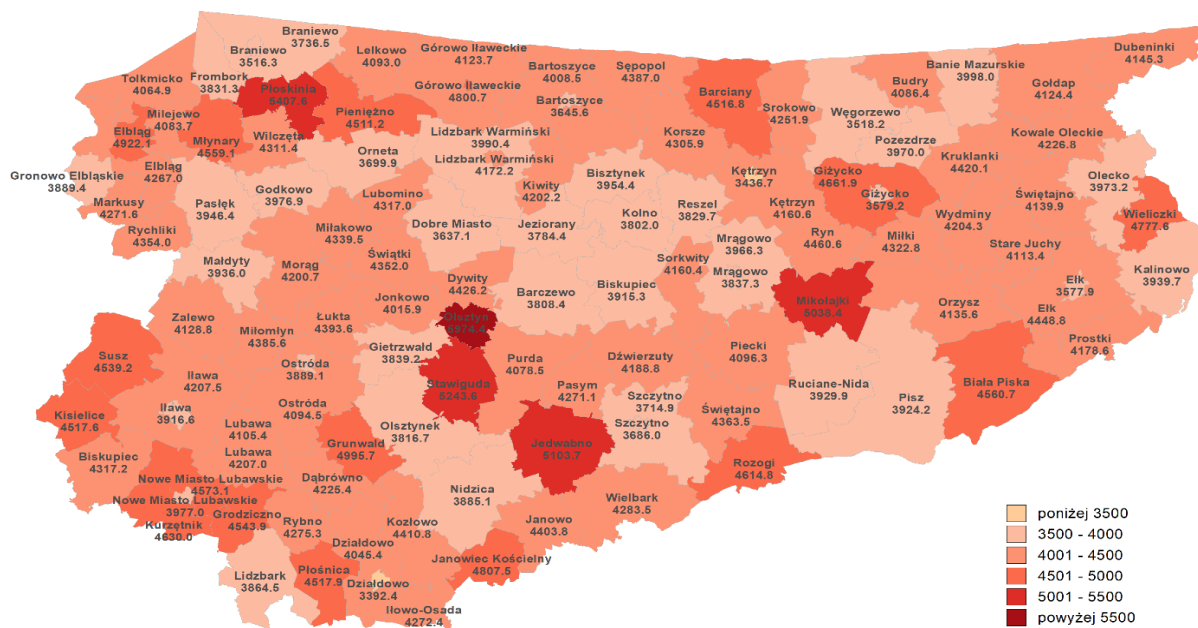 Braniewo
3736.5
Braniewo
3516.3
Lelkowo
4093.0
Górowo Iławeckie
4123.7
Bartoszyce
4008.5
Sępopol
4387.0
Dubeninki
4145.3
Banie Mazurskie
3998.0
Budry
4086.4
Gołdap
4124.4
Tolkmicko
4064.9
Frombork
3831.3
Płoskinia
5407.6
Górowo Iławeckie
4800.7
Bartoszyce
3645.6
Barciany
4516.8
Srokowo
4251.9
Węgorzewo
3518.2
Milejewo
4083.7
Pieniężno
4511.2
Elbląg
4922.1
Młynary
4559.1
Wilczęta
4311.4
Lidzbark Warmiński
3990.4
Korsze
4305.9
Pozezdrze
3970.0
Kowale Oleckie
4226.8
Orneta
3699.9
Lidzbark Warmiński
4172.2
Kruklanki
4420.1
Gronowo Elbląskie
3889.4
Elbląg
4267.0
Kiwity
4202.2
Bisztynek
3954.4
Kętrzyn
3436.7
Giżycko
4661.9
Giżycko
3579.2
Olecko
3973.2
Markusy
4271.6
Pasłęk
3946.4
Godkowo
3976.9
Lubomino
4317.0
Kolno
3802.0
Reszel
3829.7
Kętrzyn
4160.6
Świętajno
4139.9
Wieliczki
4777.6
Rychliki
4354.0
Miłakowo
4339.5
Dobre Miasto
3637.1
Jeziorany
3784.4
Mrągowo
3966.3
Ryn
4460.6
Miłki
4322.8
Wydminy
4204.3
Stare Juchy
4113.4
Małdyty
3936.0
Morąg
4200.7
Świątki
4352.0
Sorkwity
4160.4
Mrągowo
3837.3
Ełk
3577.9
Kalinowo
3939.7
Dywity
4426.2
Barczewo
3808.4
Biskupiec
3915.3
Mikołajki
5038.4
Orzysz
4135.6
Ełk
4448.8
Jonkowo
4015.9
Olsztyn
5974.4
Zalewo
4128.8
Miłomłyn
4385.6
Łukta
4393.6
Prostki
4178.6
Susz
4539.2
Gietrzwałd
3839.2
Purda
4078.5
Dźwierzuty
4188.8
Piecki
4096.3
Iława
4207.5
Ostróda
3889.1
Stawiguda
5243.6
Pasym
4271.1
Szczytno
3714.9
Ruciane-Nida
3929.9
Pisz
3924.2
Biała Piska
4560.7
Kisielice
4517.6
Iława
3916.6
Ostróda
4094.5
Szczytno
3686.0
Świętajno
4363.5
Lubawa
4105.4
Olsztynek
3816.7
Grunwald
4995.7
Jedwabno
5103.7
Biskupiec
4317.2
Lubawa
4207.0
Rozogi
4614.8
Nowe Miasto Lubawskie
4573.1
Dąbrówno
4225.4
Nidzica
3885.1
Wielbark
4283.5
Nowe Miasto Lubawskie
3977.0
Grodziczno
4543.9
Kurzętnik
4630.0
Rybno
4275.3
Kozłowo
4410.8
Janowo
4403.8
Działdowo
4045.4
Janowiec Kościelny
4807.5
Lidzbark
3864.5
Płośnica
4517.9
Działdowo
3392.4
Iłowo-Osada
4272.4
poniżej 3500
3500 - 4000
4001 - 4500
4501 - 5000
5001 - 5500
powyżej 5500